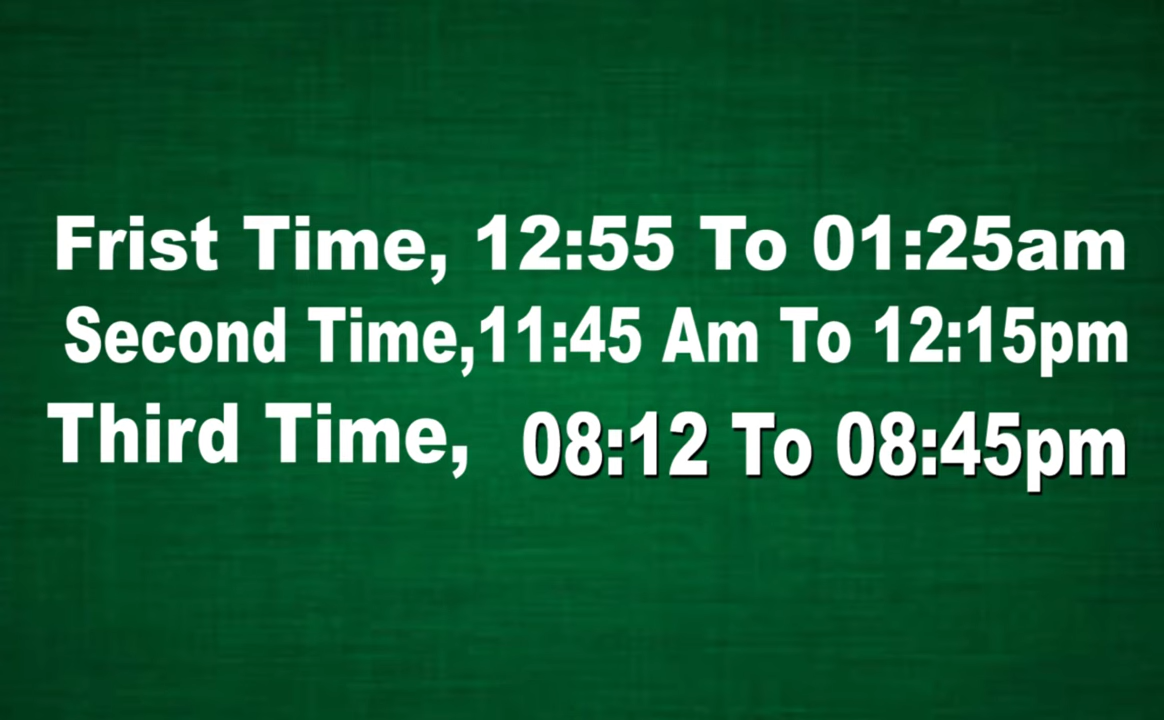 Frist Time, 12:55 To 01:25am
Second Time,11:45 Am To 12:15pm
Third Time, 08:12 To 08:45pm